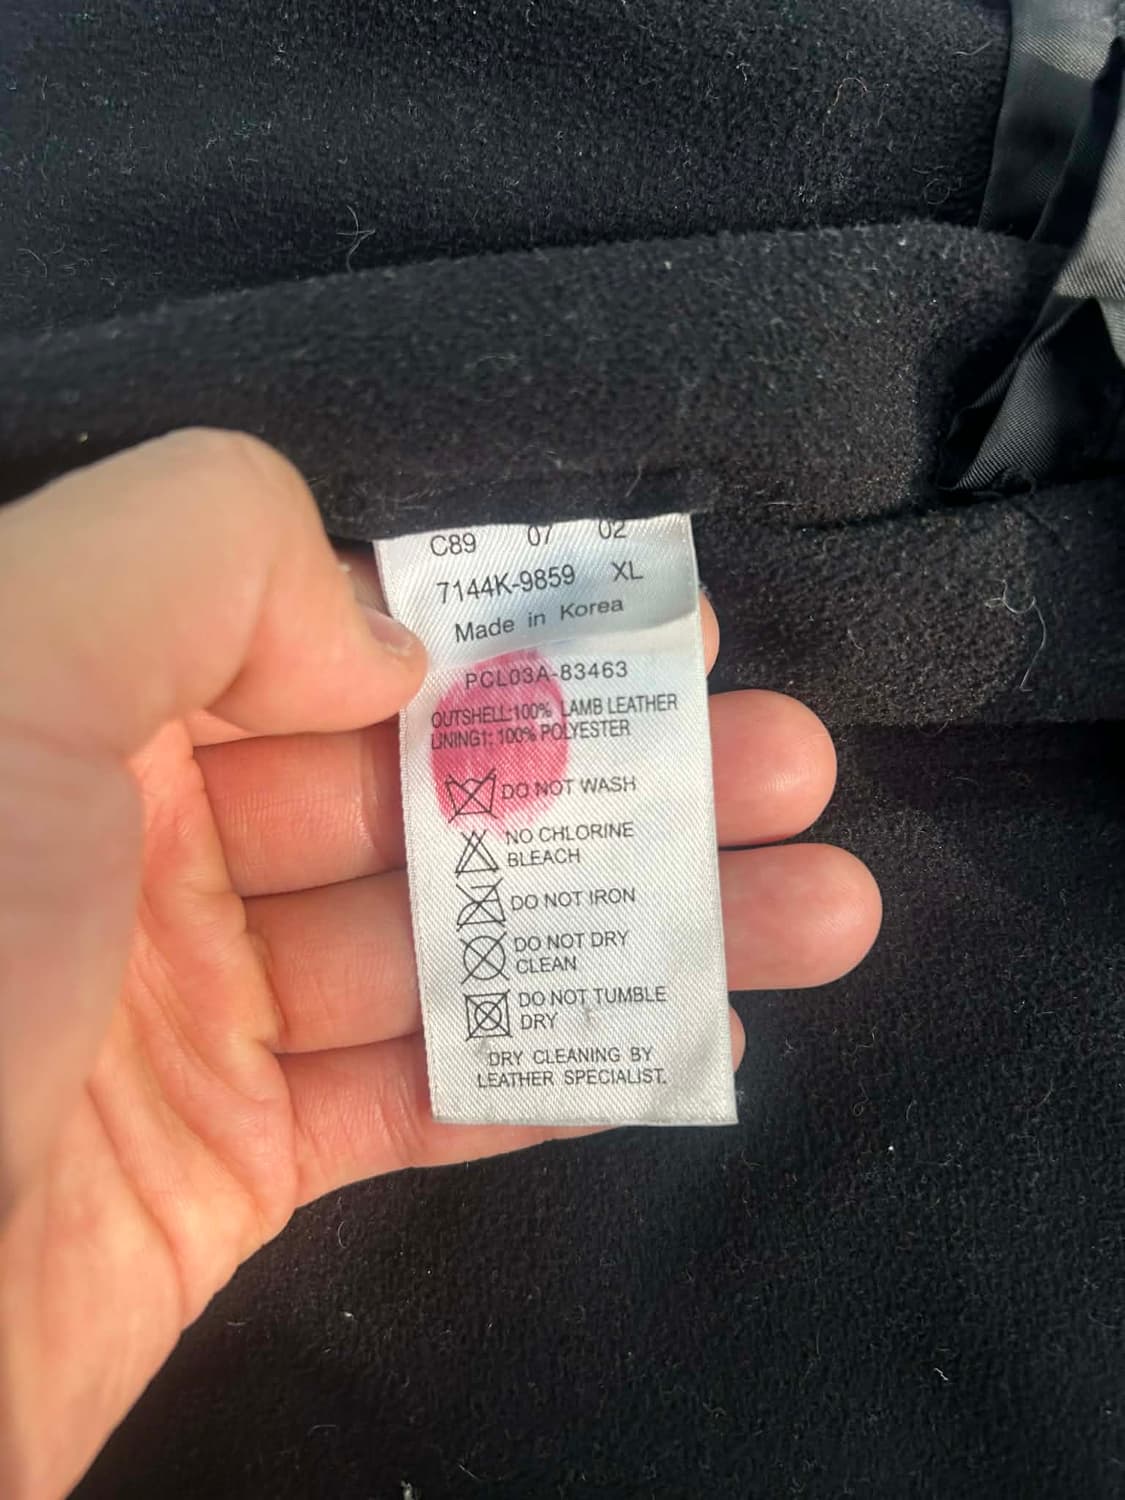 C89 07 02
7144K-9859 XL
Made in Korea
PCL03A-83463
OUTSHELL:100% LAMB LEATHER
LINING1: 100% POLYESTER
DO NOT WASH
NO CHLORINE
BLEACH
DO NOT IRON
DO NOT DRY
CLEAN
DO NOT TUMBLE
DRY
DRY CLEANING BY
LEATHER SPECIALIST.